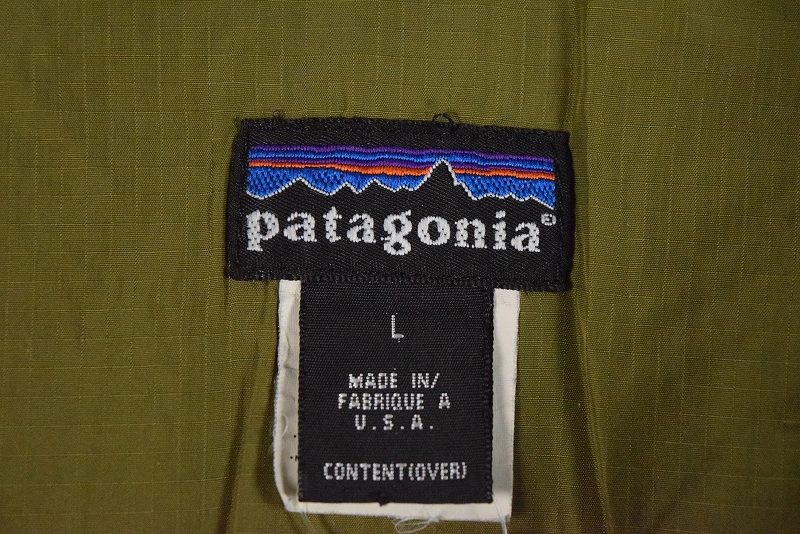 patagonia®
L
MADE IN/
FABRIQUE A
U.S.A.
CONTENT(OVER)